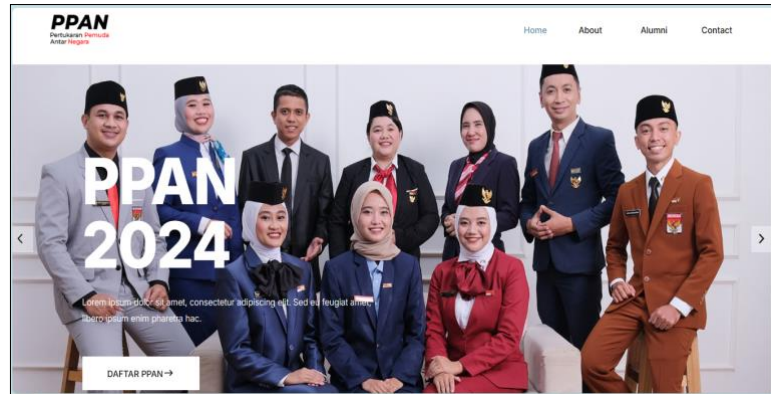 PPAN
Pertukaran Pemuda
Antar Negara
Home About Alumni Contact
PPAN
2024
Lorem ipsum dolor sit amet, consectetur adipiscing elit. Sed eu feugiat amet,
libero ipsum enim pharetra hac.
DAFTAR PPAN→